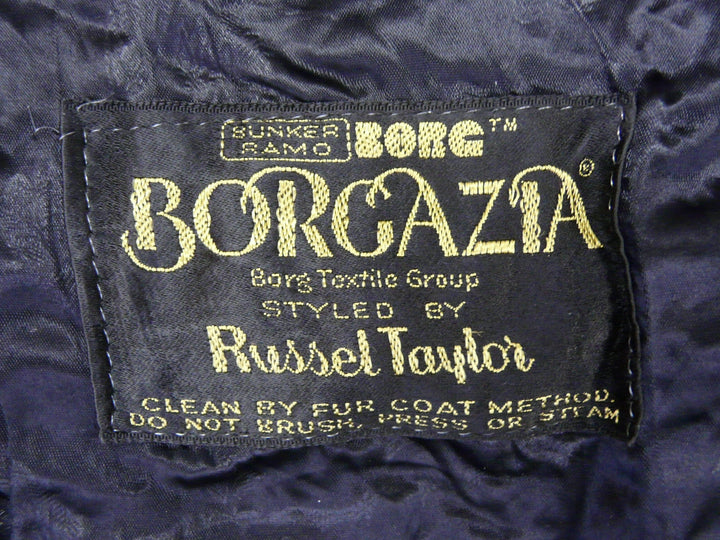 BUNKER RAMO BORG™
BORGAZIA®
Borg Textile Group
STYLED BY
Russel Taylor
CLEAN BY FUR COAT METHOD.
DO NOT BRUSH, PRESS OR STEAM